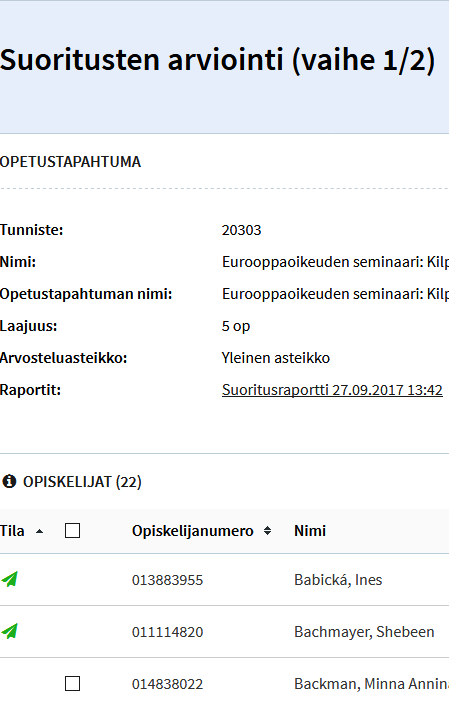 Suoritusten arviointi (vaihe 1/2)
OPETUSTAPAHTUMA
Tunniste: 20303
Nimi: Eurooppaoikeuden seminaari: Kilp
Opetustapahtuman nimi: Eurooppaoikeuden seminaari: Kilp
Laajuus: 5 op
Arvosteluasteikko: Yleinen asteikko
Raportit: Suoritusraportti 27.09.2017 13:42
OPISKELIJAT (22)
Tila Opiskelijanumero Nimi
013883955 Babická, Ines
011114820 Bachmayer, Shebeen
014838022 Backman, Minna Annin